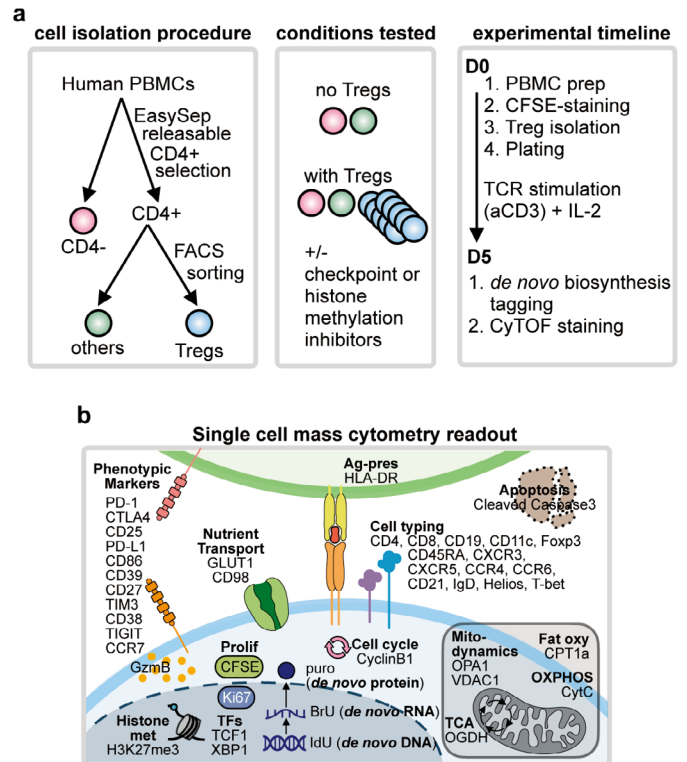 a
cell isolation procedure
Human PBMCs
EasySep
releasable
CD4+
selection
CD4-
CD4+
FACS
sorting
others
Tregs
conditions tested
no Tregs
with Tregs
+/-
checkpoint or
histone
methylation
inhibitors
experimental timeline
D0
1. PBMC prep
2. CFSE-staining
3. Treg isolation
4. Plating
TCR stimulation
(aCD3) + IL-2
D5
1. de novo biosynthesis
tagging
2. CyTOF staining
b
Single cell mass cytometry readout
Phenotypic
Markers
PD-1
CTLA4
CD25
PD-L1
CD86
CD39
CD27
TIM3
CD38
TIGIT
CCR7
GzmB
Nutrient
Transport
GLUT1
CD98
Ag-pres
HLA-DR
Apoptosis
Cleaved Caspase3
Cell typing
CD4, CD8, CD19, CD11c, Foxp3
CD45RA, CXCR3,
CXCR5, CCR4, CCR6,
CD21, IgD, Helios, T-bet
Prolif
CFSE
Ki67
Cell cycle
CyclinB1
puro
(de novo protein)
BrU (de novo RNA)
IdU (de novo DNA)
Histone
met
H3K27me3
TFs
TCF1
XBP1
Mito-
dynamics
OPA1
VDAC1
Fat oxy
CPT1a
OXPHOS
CytC
TCA
OGDH